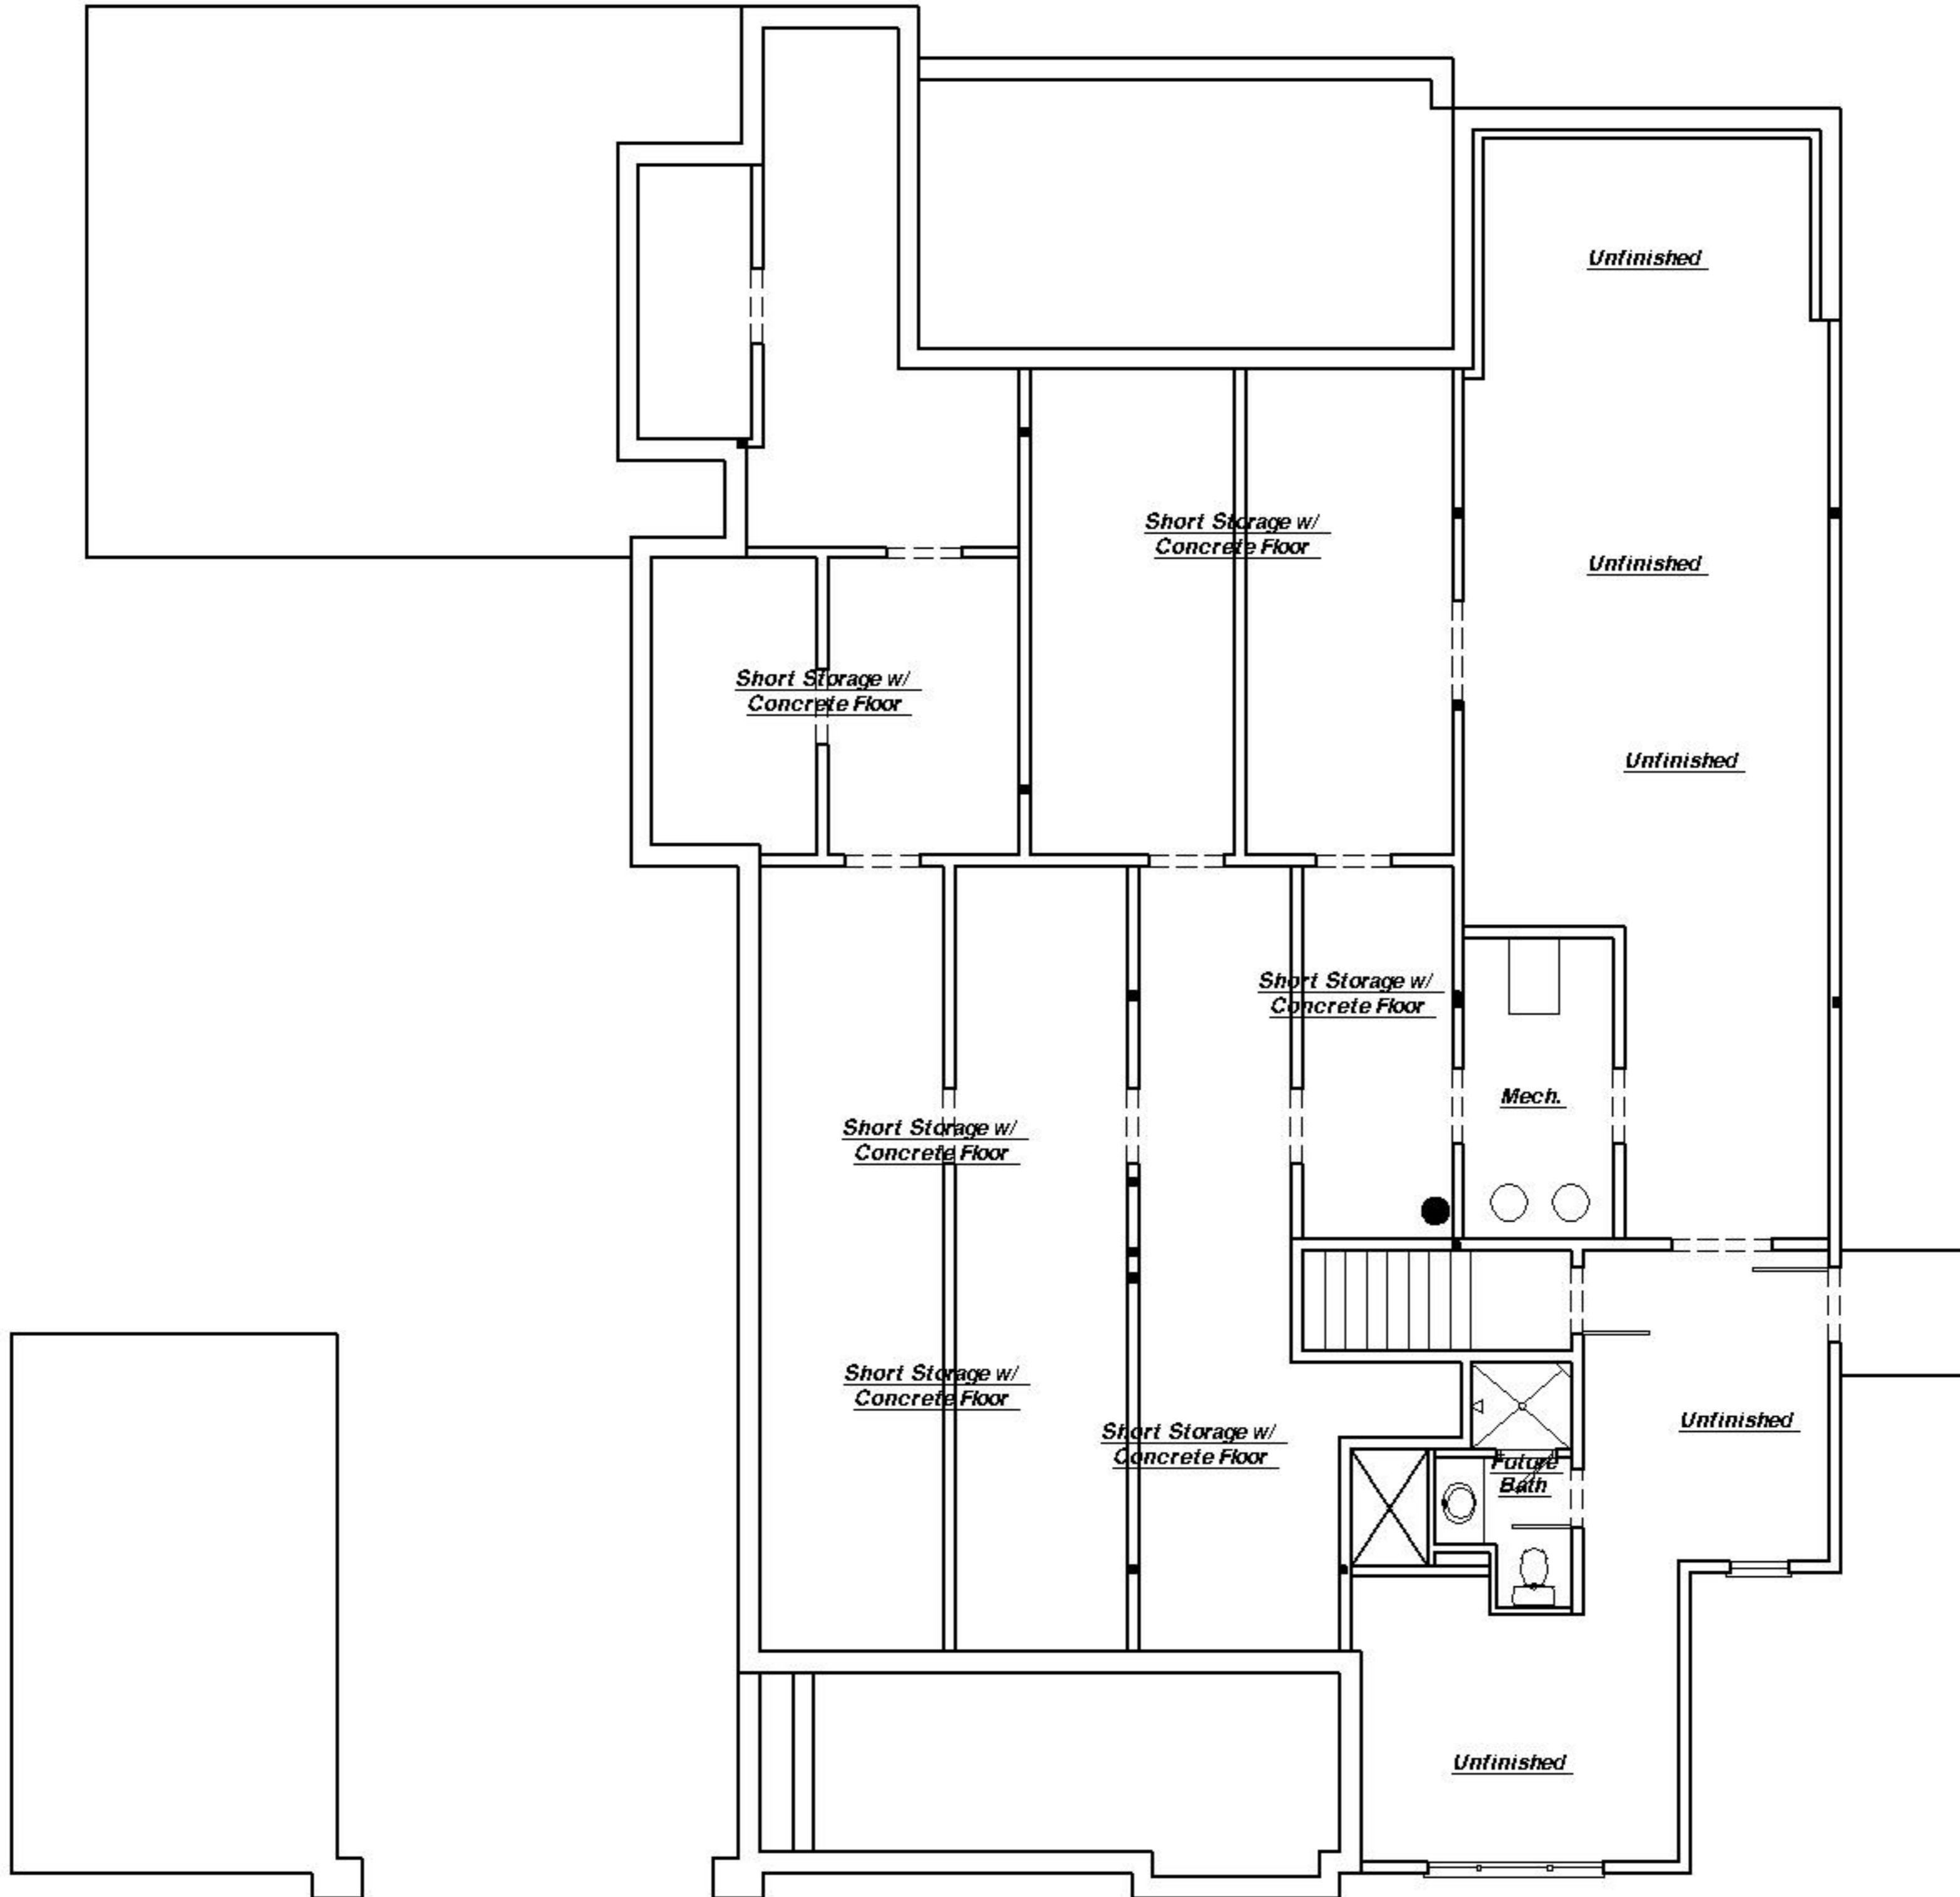 Unfinished
Short Storage w/
Concrete Floor
Unfinished
Short Storage w/
Concrete Floor
Unfinished
Short Storage w/
Concrete Floor
Mech.
Short Storage w/
Concrete Floor
Short Storage w/
Concrete Floor
Short Storage w/
Concrete Floor
Unfinished
Future
Bath
Unfinished